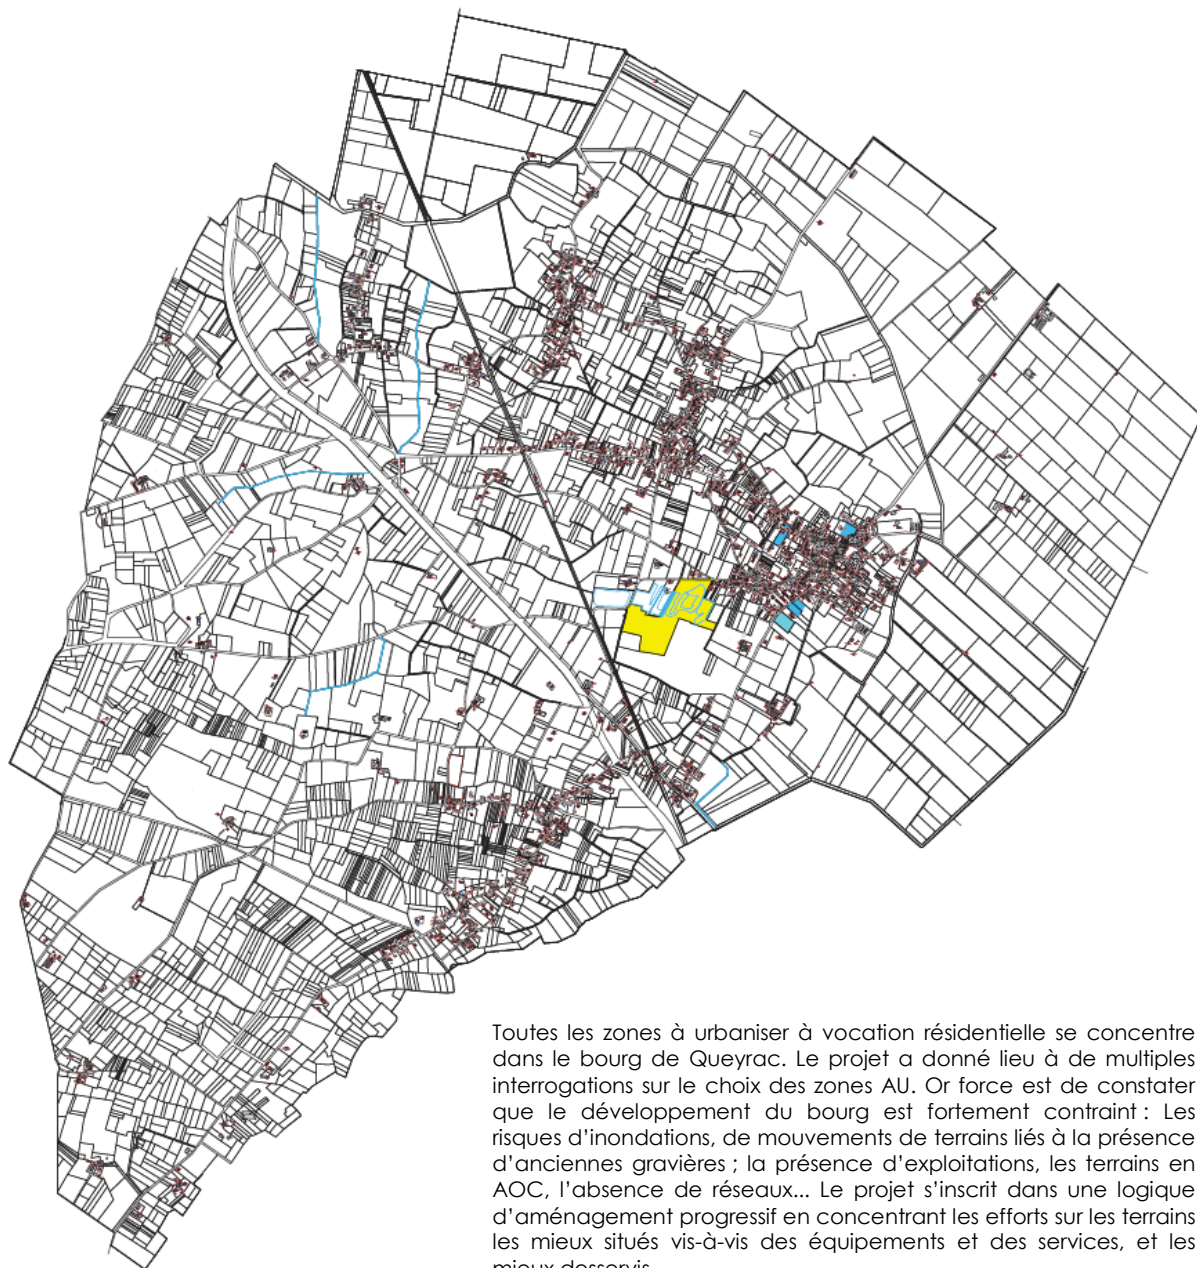 Toutes les zones à urbaniser à vocation résidentielle se concentre
dans le bourg de Queyrac. Le projet a donné lieu à de multiples
interrogations sur le choix des zones AU. Or force est de constater
que le développement du bourg est fortement contraint : Les
risques d'inondations, de mouvements de terrains liés à la présence
d'anciennes gravières ; la présence d'exploitations, les terrains en
AOC, l'absence de réseaux... Le projet s'inscrit dans une logique
d'aménagement progressif en concentrant les efforts sur les terrains
les mieux situés vis-à-vis des équipements et des services, et les
mieux desservis